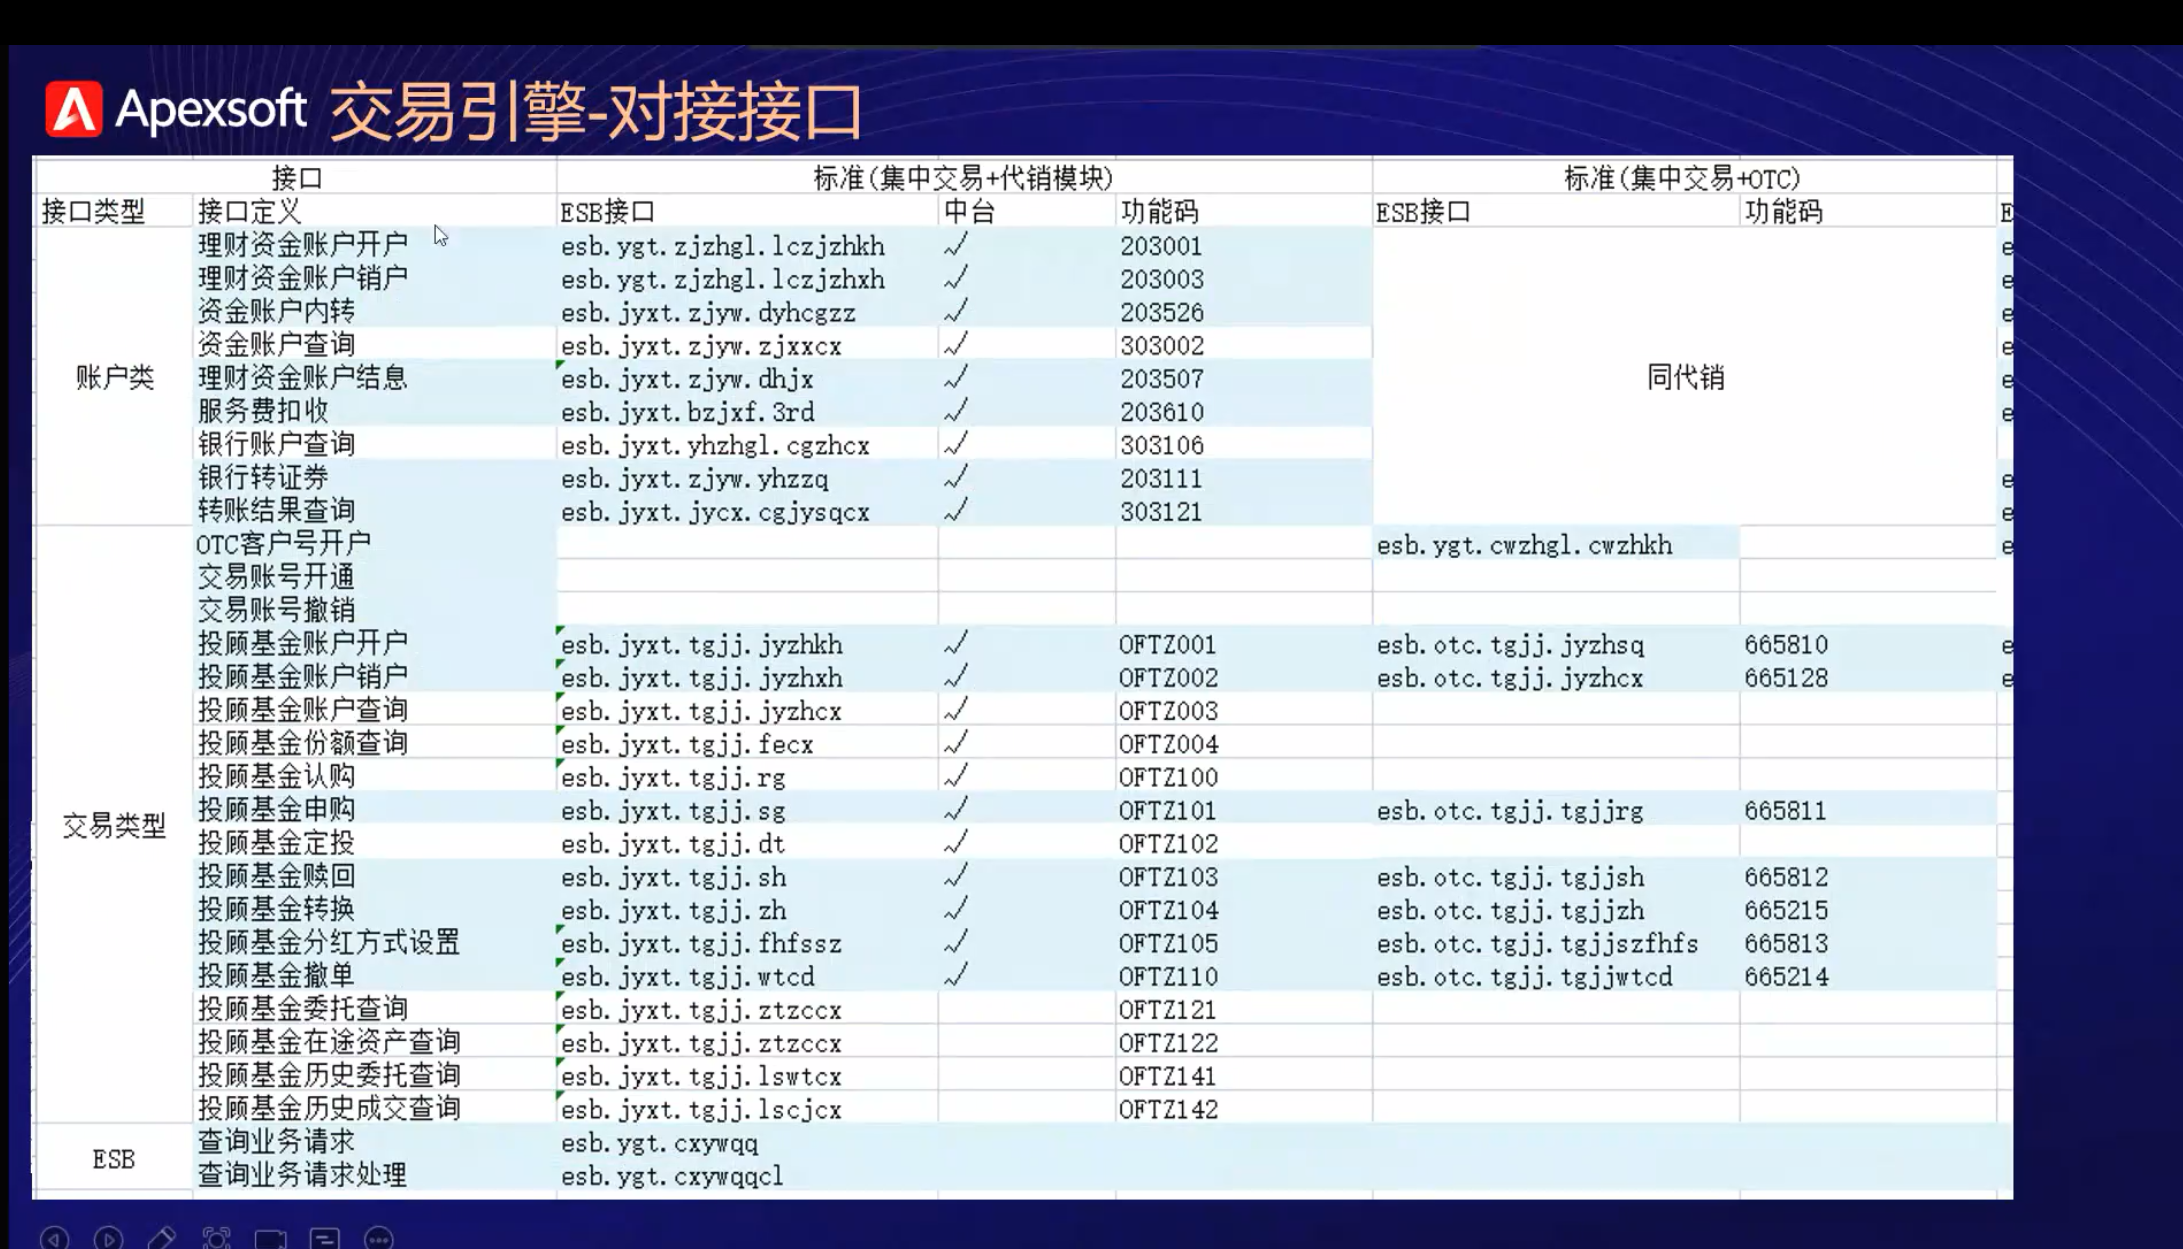 Apexsoft 交易引擎-对接接口
接口 标准(集中交易+代销模块) 标准(集中交易+OTC)
接口类型 接口定义 ESB接口 中台 功能码 ESB接口 功能码
理财资金账户开户 esb.ygt.zjzhgl.lczjzhkh ✓ 203001
理财资金账户销户 esb.ygt.zjzhgl.lczjzhxh ✓ 203003
资金账户内转 esb.jyxt.zjyw.dyhcgzz ✓ 203526
资金账户查询 esb.jyxt.zjyw.zjxxcx ✓ 303002
账户类 理财资金账户结息 esb.jyxt.zjyw.dhjx ✓ 203507 同代销
服务费扣收 esb.jyxt.bzjxf.3rd ✓ 203610
银行账户查询 esb.jyxt.yhzhgl.cgzhcx ✓ 303106
银行转证券 esb.jyxt.zjyw.yhzzq ✓ 203111
转账结果查询 esb.jyxt.jycx.cgjysqcx ✓ 303121
OTC客户号开户 esb.ygt.cwzhgl.cwzhkh
交易账号开通
交易账号撤销
投顾基金账户开户 esb.jyxt.tgjj.jyzhkh ✓ OFTZ001 esb.otc.tgjj.jyzhsq 665810
投顾基金账户销户 esb.jyxt.tgjj.jyzhxh ✓ OFTZ002 esb.otc.tgjj.jyzhcx 665128
投顾基金账户查询 esb.jyxt.tgjj.jyzhcx ✓ OFTZ003
投顾基金份额查询 esb.jyxt.tgjj.fecx ✓ OFTZ004
投顾基金认购 esb.jyxt.tgjj.rg ✓ OFTZ100
交易类型 投顾基金申购 esb.jyxt.tgjj.sg ✓ OFTZ101 esb.otc.tgjj.tgjjrg 665811
投顾基金定投 esb.jyxt.tgjj.dt ✓ OFTZ102
投顾基金赎回 esb.jyxt.tgjj.sh ✓ OFTZ103 esb.otc.tgjj.tgjjsh 665812
投顾基金转换 esb.jyxt.tgjj.zh ✓ OFTZ104 esb.otc.tgjj.tgjjzh 665215
投顾基金分红方式设置 esb.jyxt.tgjj.fhfssz ✓ OFTZ105 esb.otc.tgjj.tgjjszfhfs 665813
投顾基金撤单 esb.jyxt.tgjj.wtcd ✓ OFTZ110 esb.otc.tgjj.tgjjwtcd 665214
投顾基金委托查询 esb.jyxt.tgjj.ztzccx OFTZ121
投顾基金在途资产查询 esb.jyxt.tgjj.ztzccx OFTZ122
投顾基金历史委托查询 esb.jyxt.tgjj.lswtcx OFTZ141
投顾基金历史成交查询 esb.jyxt.tgjj.lscjcx OFTZ142
ESB 查询业务请求 esb.ygt.cxywqq
查询业务请求处理 esb.ygt.cxywqqcl